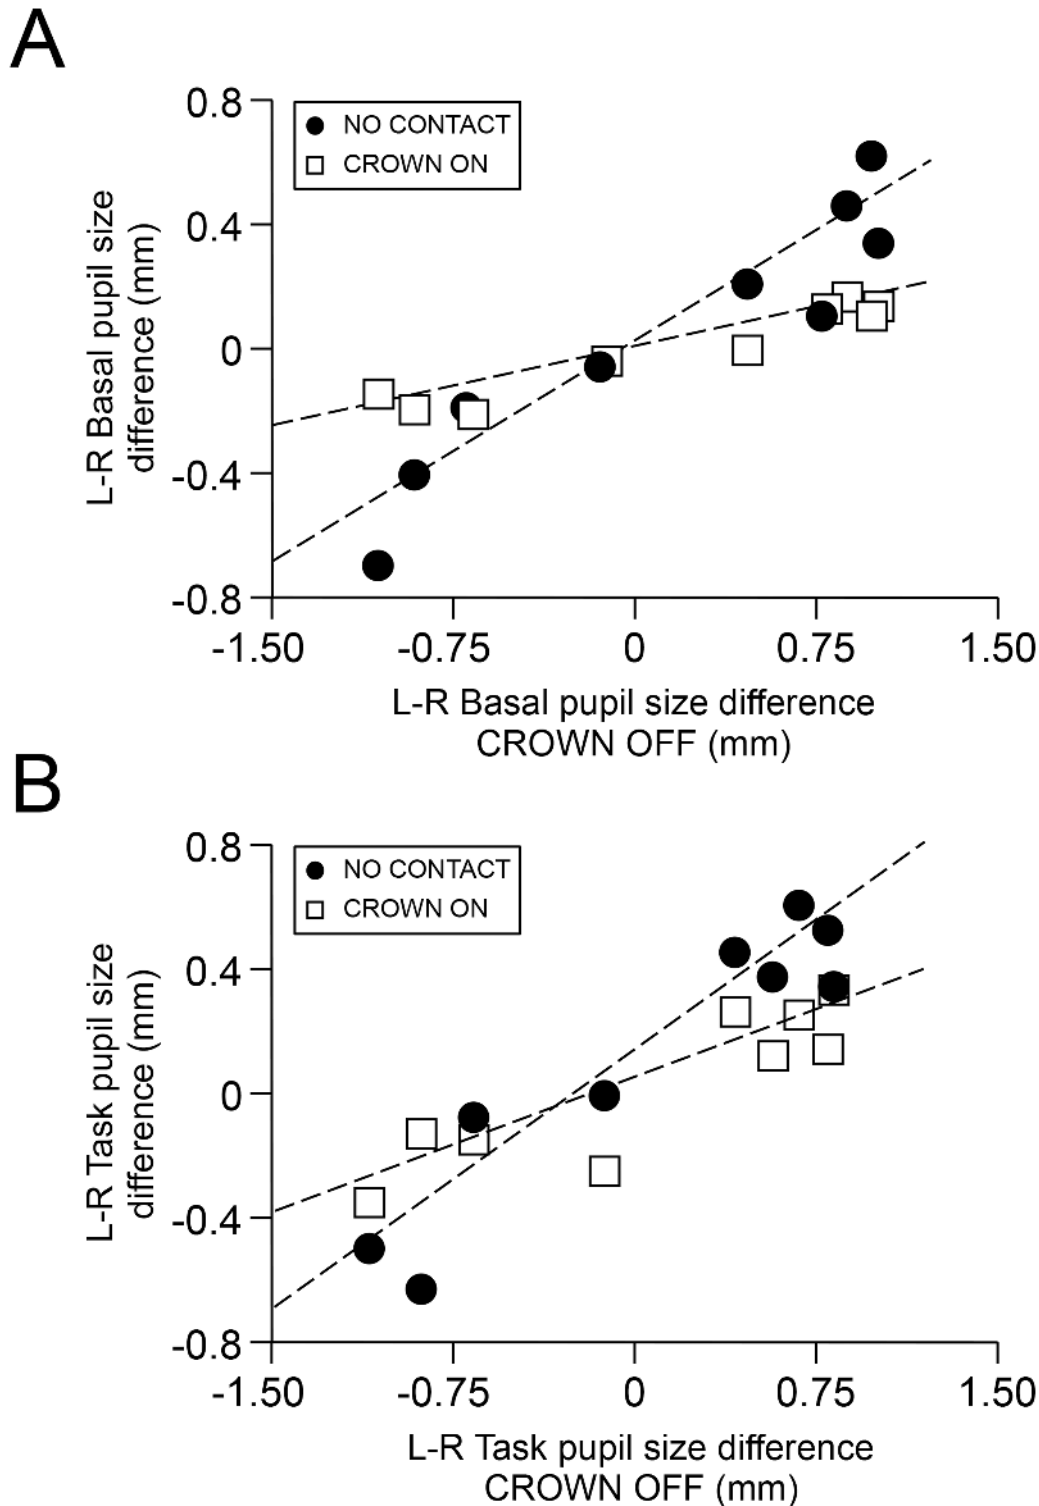 A
0.8
0.4
0
-0.4
-0.8
NO CONTACT
CROWN ON
L-R Basal pupil size
difference (mm)
-1.50 -0.75 0 0.75 1.50
L-R Basal pupil size difference
CROWN OFF (mm)
B
0.8
0.4
0
-0.4
-0.8
NO CONTACT
CROWN ON
L-R Task pupil size
difference (mm)
-1.50 -0.75 0 0.75 1.50
L-R Task pupil size difference
CROWN OFF (mm)